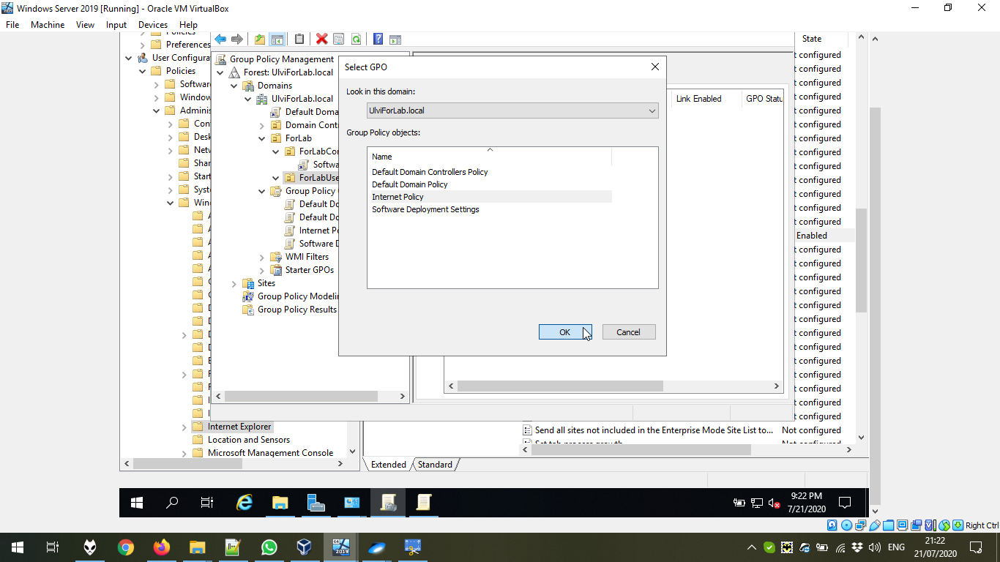 Windows Server 2019 [Running] - Oracle VM VirtualBox
File Machine View Input Devices Help
Policies
Preferences
User Configura
Policies
Softwar
Window
Adminis
Con
Desk
Netw
Shar
Start
Syste
Wind
Internet Explorer
Location and Sensors
Microsoft Management Console
Group Policy Management
Forest: UlviForLab.local
Domains
UlviForLab.local
Default Doma
Domain Contr
ForLab
ForLabCor
Softwa
ForLabUse
Group Policy
Default Do
Default Do
Internet Po
Software D
WMI Filters
Starter GPOs
Sites
Group Policy Modelin
Group Policy Results
Select GPO
Look in this domain:
UlviForLab.local
Group Policy objects:
Name
Default Domain Controllers Policy
Default Domain Policy
Internet Policy
Software Deployment Settings
OK Cancel
Link Enabled GPO Statu
State
t configured
t configured
t configured
t configured
t configured
t configured
t configured
t configured
t configured
t configured
t configured
t configured
t configured
Enabled
t configured
t configured
t configured
t configured
t configured
t configured
t configured
t configured
t configured
t configured
t configured
t configured
t configured
Send all sites not included in the Enterprise Mode Site List to... Not configured
Set tab process growth Not configured
Extended Standard
9:22 PM
7/21/2020
Right Ctrl
64
2019
ENG
21:22
21/07/2020